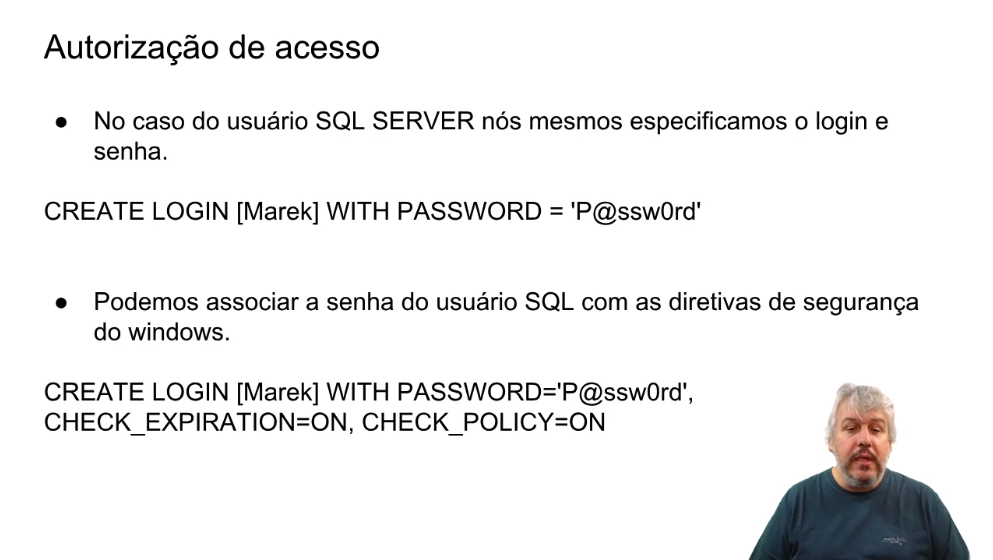 Autorização de acesso
● No caso do usuário SQL SERVER nós mesmos especificamos o login e
senha.
CREATE LOGIN [Marek] WITH PASSWORD = 'P@ssw0rd'
● Podemos associar a senha do usuário SQL com as diretivas de segurança
do windows.
CREATE LOGIN [Marek] WITH PASSWORD='P@ssw0rd',
CHECK_EXPIRATION=ON, CHECK_POLICY=ON